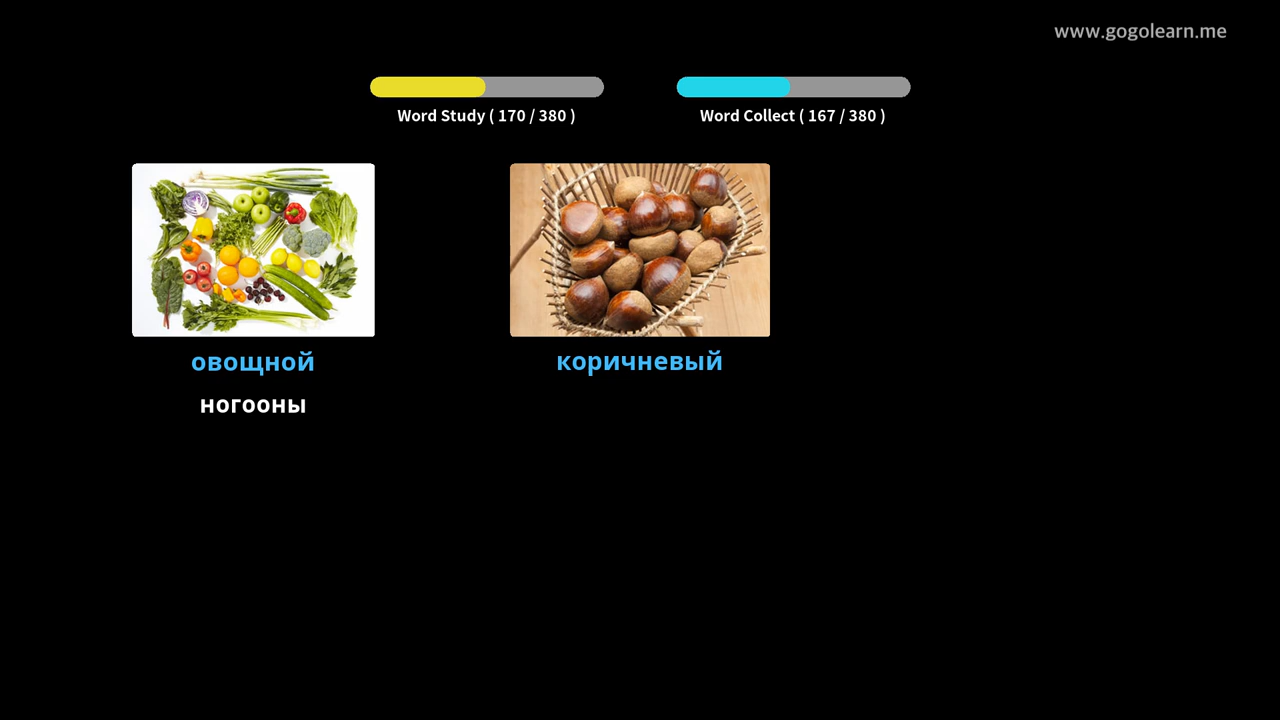 www.gogolearn.me
Word Study ( 170 / 380 )
Word Collect ( 167 / 380 )
овощной
ногооны
коричневый